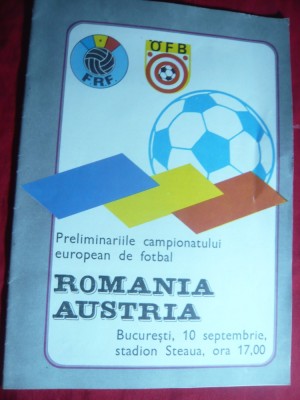 FRF
ÖFB
Preliminariile campionatului
european de fotbal
ROMANIA
AUSTRIA
Bucureşti, 10 septembrie,
stadion Steaua, ora 17,00